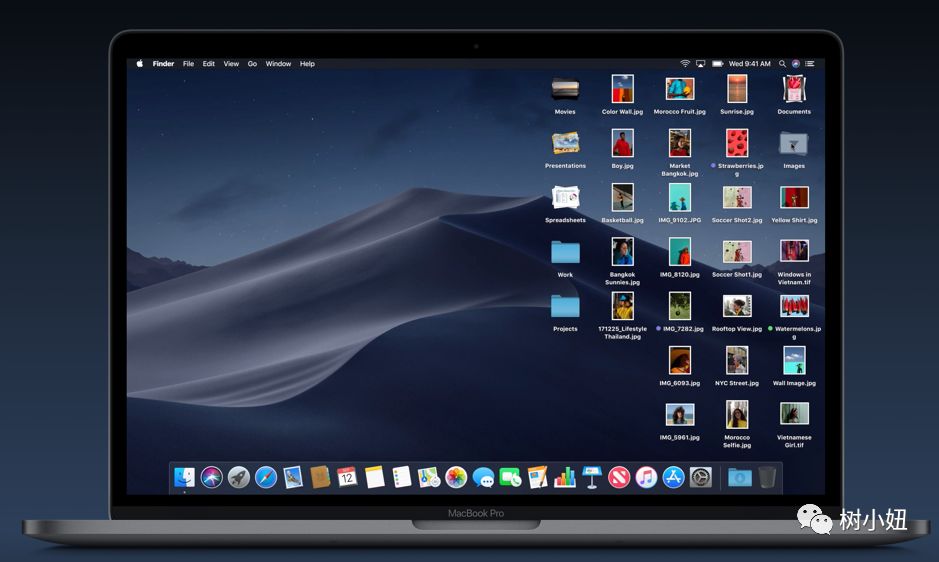 Finder File Edit View Go Window Help Wed 9:41 AM
Movies Color Wall.jpg Morocco Fruit.jpg Sunrise.jpg Documents
Presentations Boy.jpg Market Strawberries.jp Images
Bangkok.jpg g
Spreadsheets Basketball.jpg IMG_9102.JPG Soccer Shot2.jpg Yellow Shirt.jpg
Work Bangkok IMG_8120.jpg Soccer Shot1.jpg Windows in
Sunnies.jpg Vietnam.tif
Projects 171225_Lifestyle IMG_7282.jpg Rooftop View.jpg Watermelons.jp
Thailand.jpg g
IMG_6093.jpg NYC Street.jpg Wall Image.jpg
IMG_5961.jpg Morocco Vietnamese
Selfie.jpg Girl.tif
12
MacBook Pro
树小妞